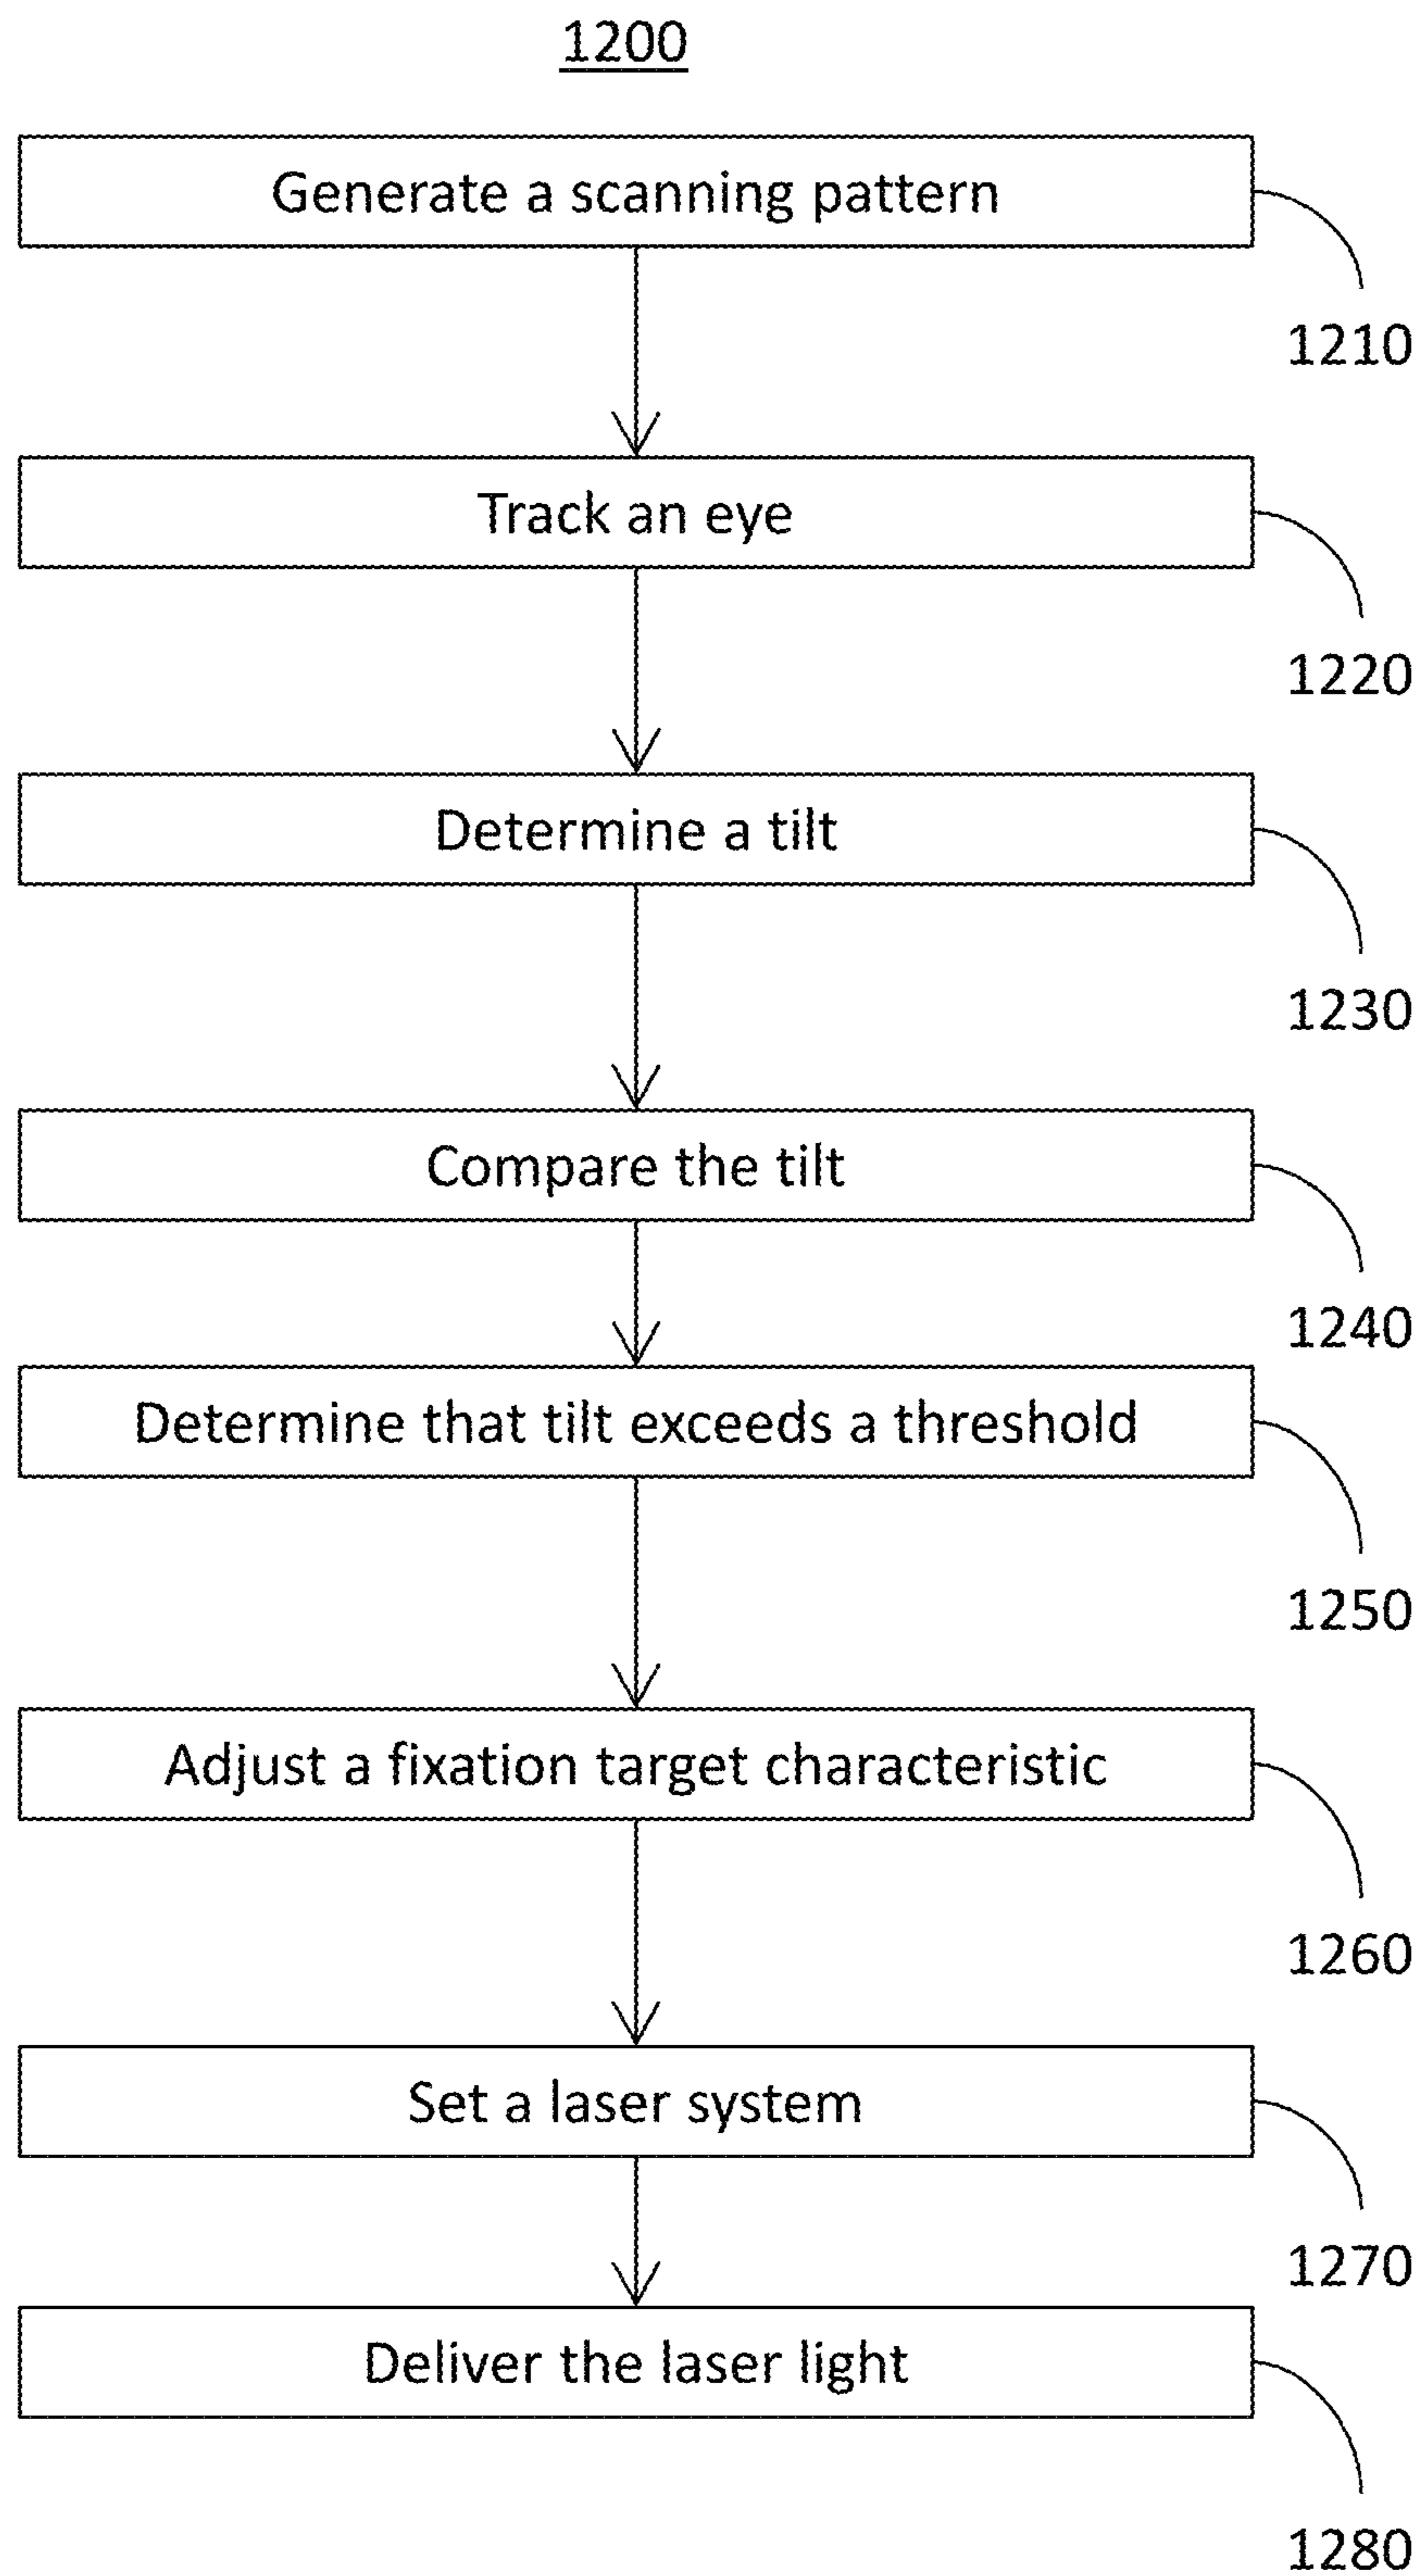 1200
Generate a scanning pattern
1210
Track an eye
1220
Determine a tilt
1230
Compare the tilt
1240
Determine that tilt exceeds a threshold
1250
Adjust a fixation target characteristic
1260
Set a laser system
1270
Deliver the laser light
1280